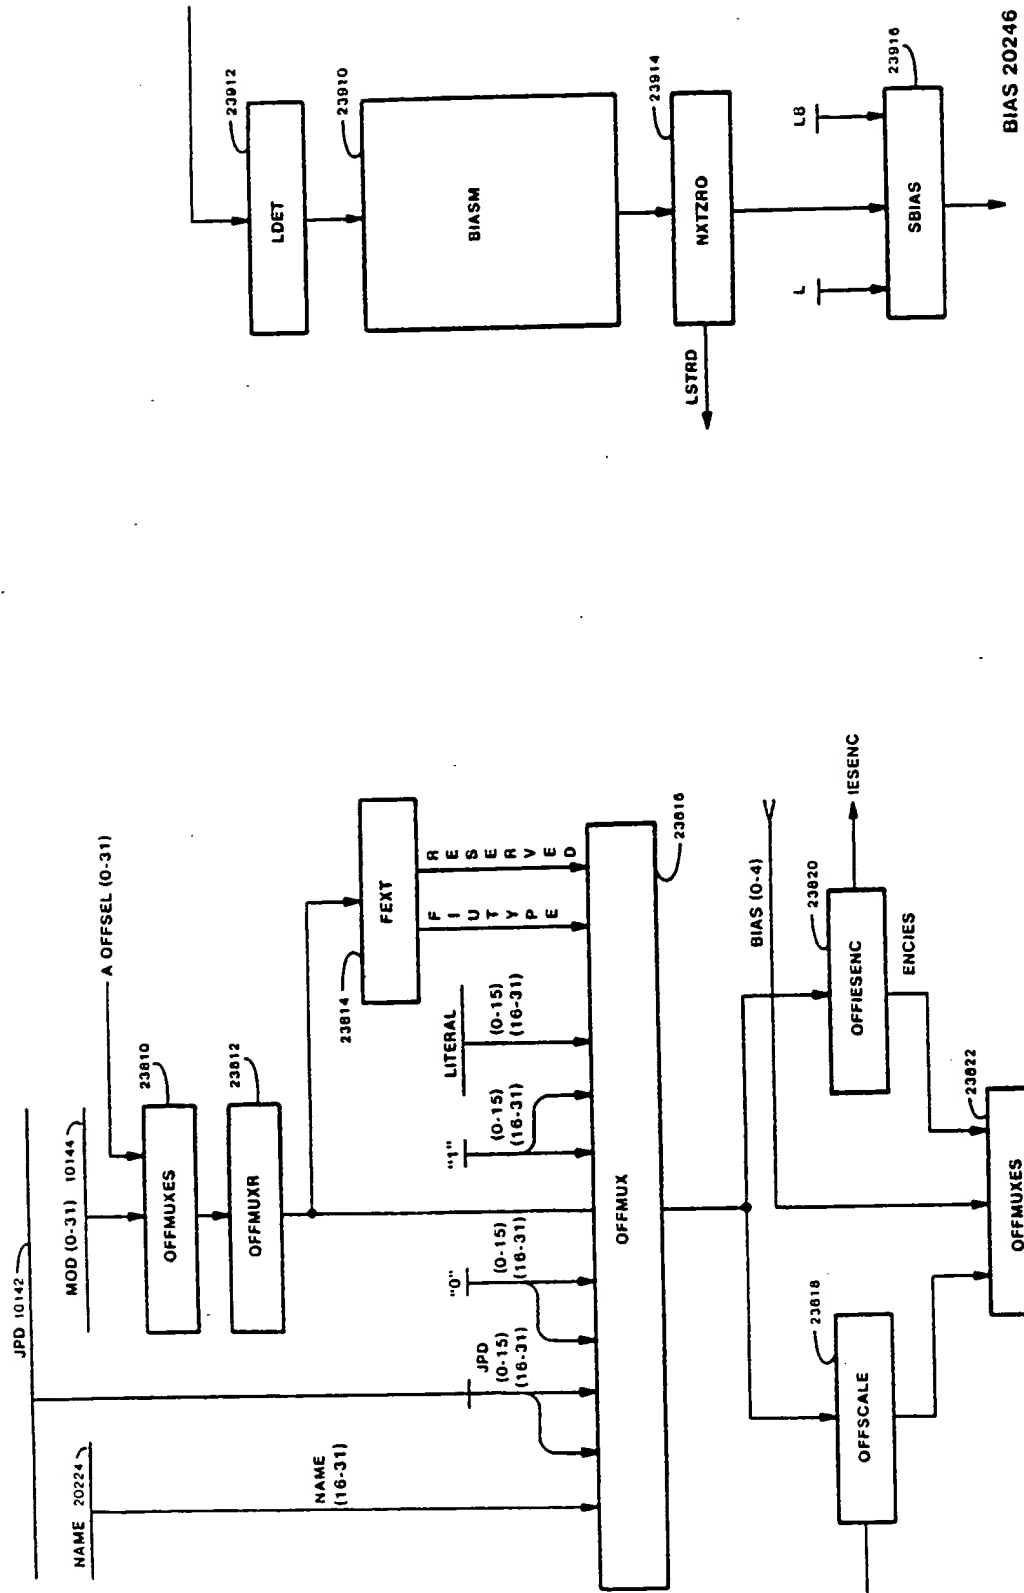 JPD 10142
NAME 20224
MOD (0-31) 10144
A OFFSEL (0-31)
23810
OFFMUXES
23812
OFFMUXR
23814
FEXT
NAME
(16-31)
JPD
(0-15)
(16-31)
"0"
(0-15)
(16-31)
"1"
(0-15)
(16-31)
LITERAL
(0-15)
(16-31)
FIUTYPE
RESERVED
OFFMUX
23816
BIAS (0-4)
23818
OFFSCALE
23820
OFFIESENC
IESENC
ENCIES
23822
OFFMUXES
23912
LDET
23910
BIASM
23914
NXTZRO
LSTRD
L
L8
23916
SBIAS
BIAS 20246